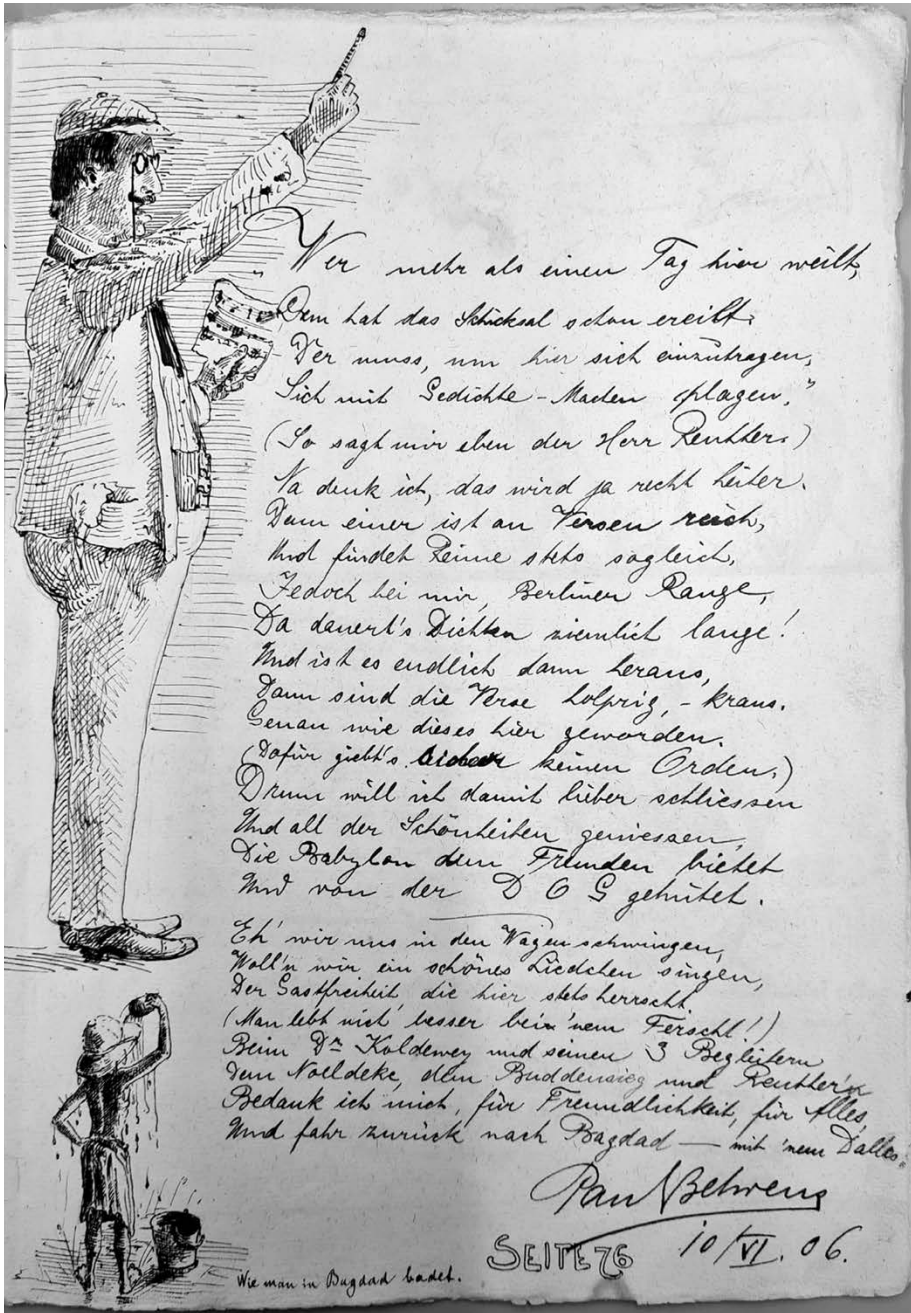 „Wer mehr als einen Tag hier weilt,
Dem hat das Schicksal schon ereilt.
Der muss, um hier sich einzutragen,
Sich mit Gedichte-Machen plagen,"
(So sagt mir eben der Herr Reuther.)
Na denk ich, das wird ja recht heiter.
Denn einer ist an Versen reich,
Und findet Reime stets sogleich,
Jedoch bei mir, Berliner Range,
Da dauert's Dichten ziemlich lange!
Und ist es endlich dann heraus,
Dann sind die Verse holprig, - kraus.
Genau wie dieses hier geworden.
(Dafür giebt's keinen Orden.)
Drum will ich damit lieber schliessen
Und all der Schönheiten geniessen,
Die Babylon dem Fremden bietet
Und von der D O G gehütet.
Eh' wir uns in den Wagen schwingen,
Woll'n wir ein schönes Liedchen singen,
Der Gastfreiheit, die hier stets herrscht
(Man lebt nich' besser bei 'nem Ferscht!)
Beim Dr Koldewey und seinen 3 Begleitern
Dem Noeldeke, dem Buddensieg und Reuther'n
Bedank ich mich, für Freundlichkeit, für Alles,
Und fahr zurück nach Bagdad — mit 'nem Dalles."
Paul Behrens
10/VI. 06.
SEITE 76
Wie man in Bagdad badet.